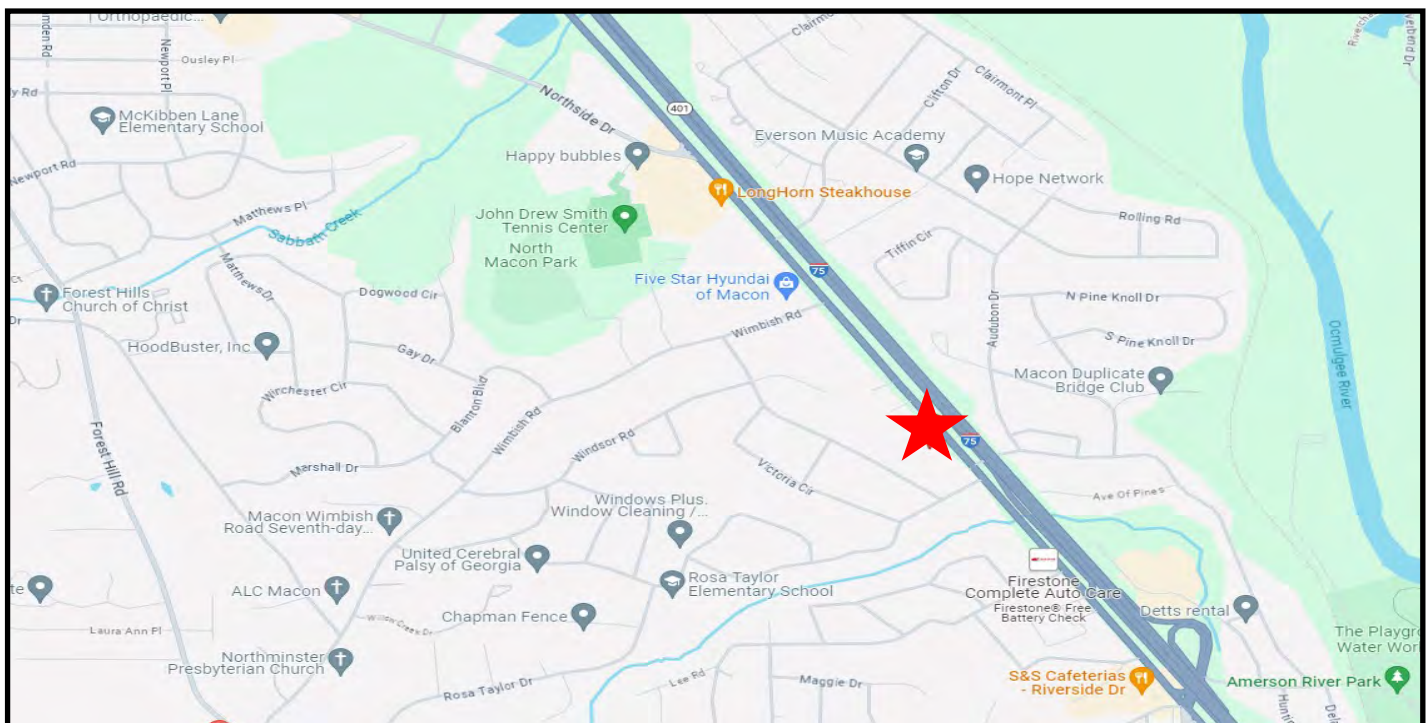 Orthopaedic...
Newport Pl
Ousley Pl
McKibben Lane
Elementary School
Newport Rd
Matthews Pl
Sabbath Creek
Matthews Dr
Forest Hills
Church of Christ
Dogwood Cir
HoodBuster, Inc
Gay Dr
Winchester Cir
Blanton Blvd
Wimbish Rd
Marshall Dr
Forest Hill Rd
Northside Dr
401
Happy bubbles
LongHorn Steakhouse
John Drew Smith
Tennis Center
North
Macon Park
Five Star Hyundai
of Macon
Wimbish Rd
75
Everson Music Academy
Clifton Dr
Clairmont Pl
Hope Network
Rolling Rd
Tiffin Cir
N Pine Knoll Dr
Audubon Dr
S Pine Knoll Dr
Macon Duplicate
Bridge Club
Ocmulgee River
75
Ave Of Pines
Windsor Rd
Victoria Cir
Windows Plus.
Window Cleaning /...
Macon Wimbish
Road Seventh-day...
United Cerebral
Palsy of Georgia
ALC Macon
Rosa Taylor
Elementary School
Chapman Fence
Willow Creek Dr
Laura Ann Pl
Northminster
Presbyterian Church
Rosa Taylor Dr
Lee Rd
Maggie Dr
Firestone
Complete Auto Care
Firestone® Free
Battery Check
Detts rental
S&S Cafeterias
- Riverside Dr
The Playgr
Water Wor
Amerson River Park